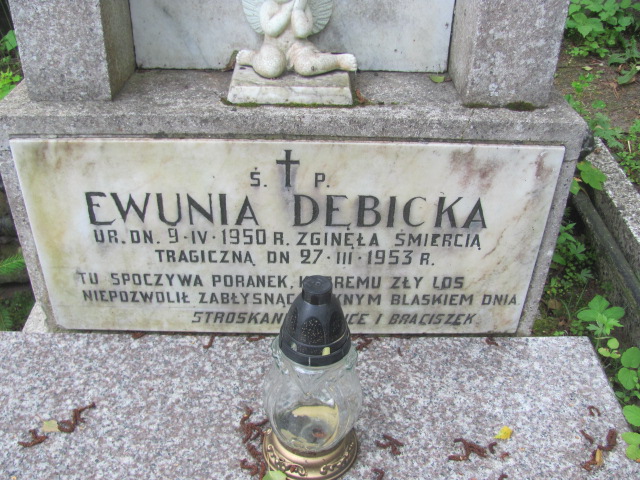 Ś. P.
EWUNIA DĘBICKA
UR. DN. 9-IV-1950 R. ZGINĘŁA ŚMIERCIĄ
TRAGICZNĄ DN 27-III-1953 R.
TU SPOCZYWA PORANEK, ZŁY LOS
NIEPOZWOLIŁ ZABŁYSNĄĆ BLASKIEM DNIA
I BRACISZEK.